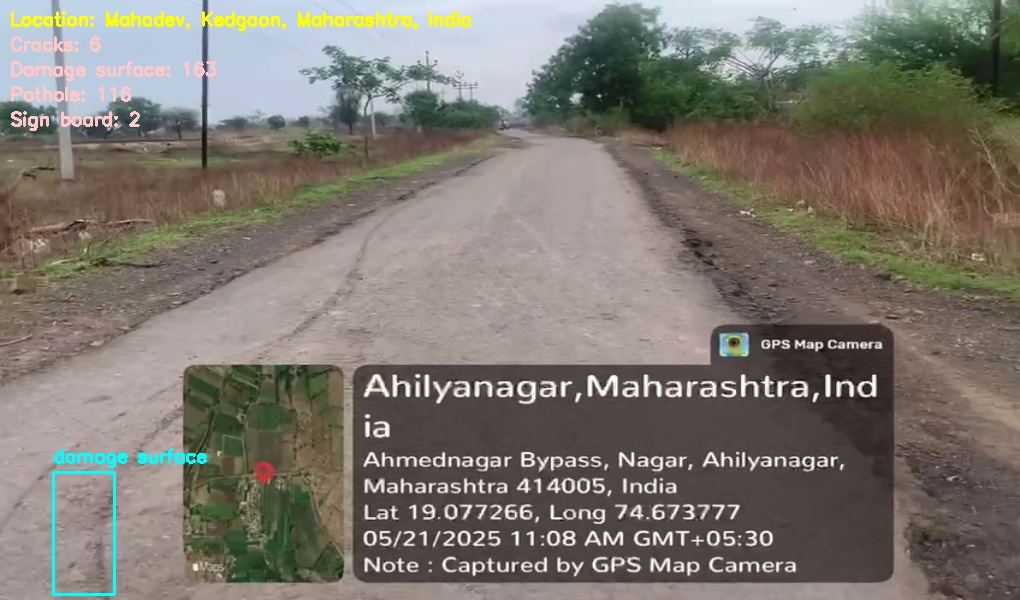 Location: Mahadev, Kedgaon, Maharashtra, India
Cracks: 6
Damage surface: 163
Pothole: 116
Sign board: 2
GPS Map Camera
Ahilyanagar,Maharashtra,Ind
ia
Ahmednagar Bypass, Nagar, Ahilyanagar,
Maharashtra 414005, India
Lat 19.077266, Long 74.673777
05/21/2025 11:08 AM GMT+05:30
Note : Captured by GPS Map Camera
damage surface
Maps